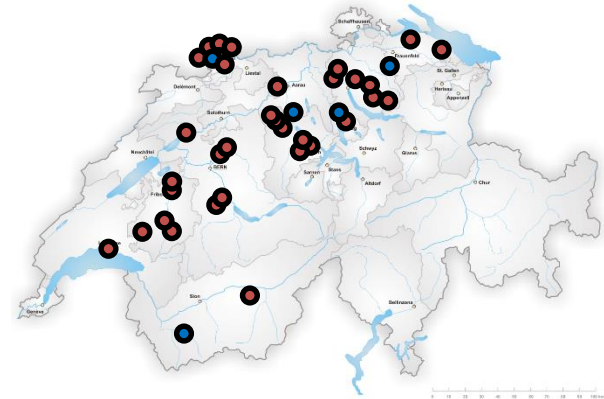 Schaffhausen
Frauenfeld
Liestal
St. Gallen
Delémont
Aarau
Herisau
Appenzell
Solothurn
Neuchâtel
Schwyz
Glarus
BERN
Sarnen
Stans
Altdorf
Chur
Sion
Bellinzona
Genève